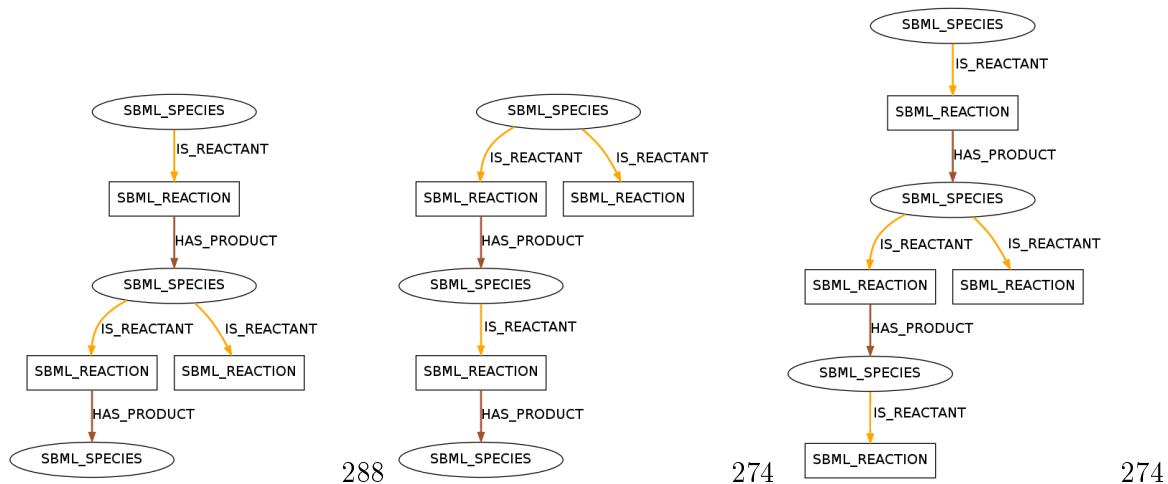 SBML_SPECIES
IS_REACTANT
SBML_REACTION
HAS_PRODUCT
SBML_SPECIES
IS_REACTANT IS_REACTANT
SBML_REACTION SBML_REACTION
HAS_PRODUCT
SBML_SPECIES
288
SBML_SPECIES
IS_REACTANT IS_REACTANT
SBML_REACTION SBML_REACTION
HAS_PRODUCT
SBML_SPECIES
IS_REACTANT
SBML_REACTION
HAS_PRODUCT
SBML_SPECIES
274
SBML_SPECIES
IS_REACTANT
SBML_REACTION
HAS_PRODUCT
SBML_SPECIES
IS_REACTANT IS_REACTANT
SBML_REACTION SBML_REACTION
HAS_PRODUCT
SBML_SPECIES
IS_REACTANT
SBML_REACTION
274